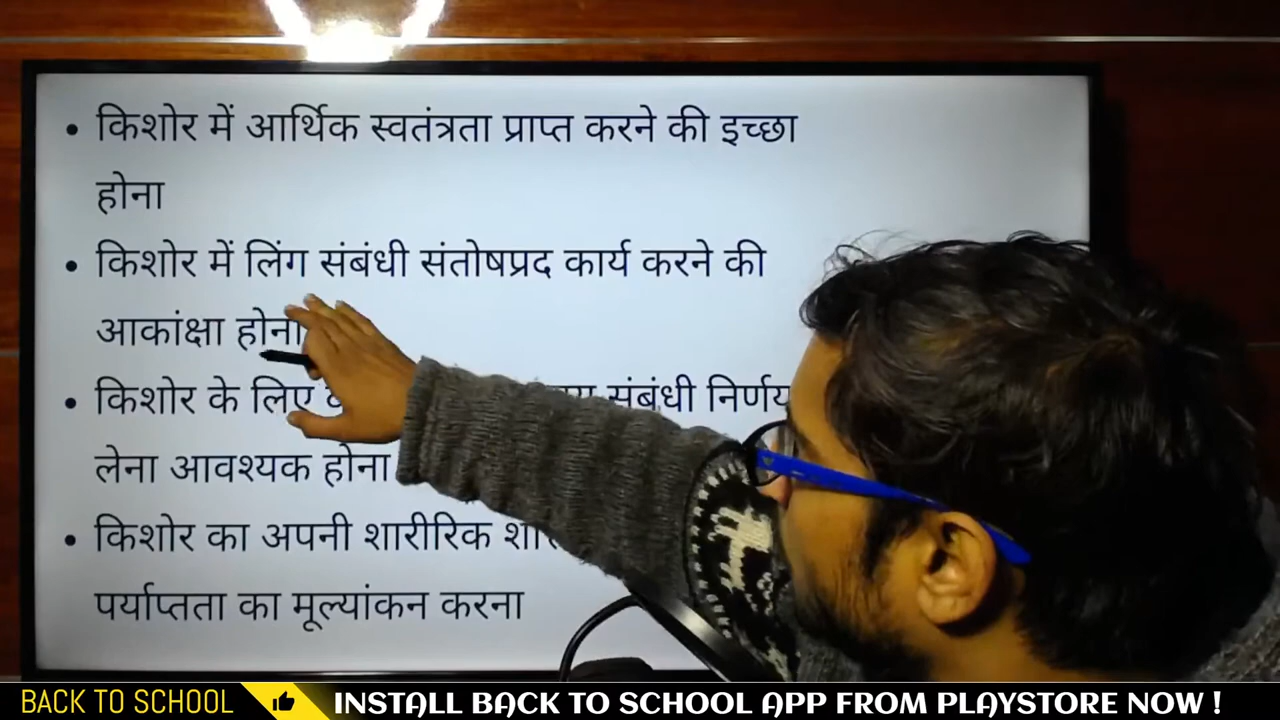 • किशोर में आर्थिक स्वतंत्रता प्राप्त करने की इच्छा
होना
• किशोर में लिंग संबंधी संतोषप्रद कार्य करने की
आकांक्षा होना
• किशोर के लिए संबंधी निर्णय
लेना आवश्यक होना
• किशोर का अपनी शारीरिक
पर्याप्तता का मूल्यांकन करना
BACK TO SCHOOL INSTALL BACK TO SCHOOL APP FROM PLAYSTORE NOW !